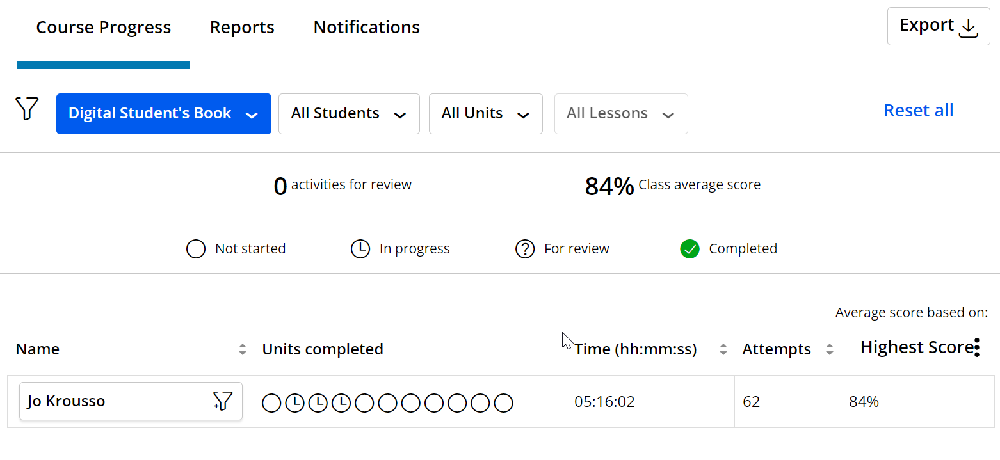 Course Progress Reports Notifications Export
Digital Student's Book All Students All Units All Lessons Reset all
0 activities for review 84% Class average score
Not started In progress For review Completed
Average score based on:
Name Units completed Time (hh:mm:ss) Attempts Highest Score
Jo Krousso 05:16:02 62 84%